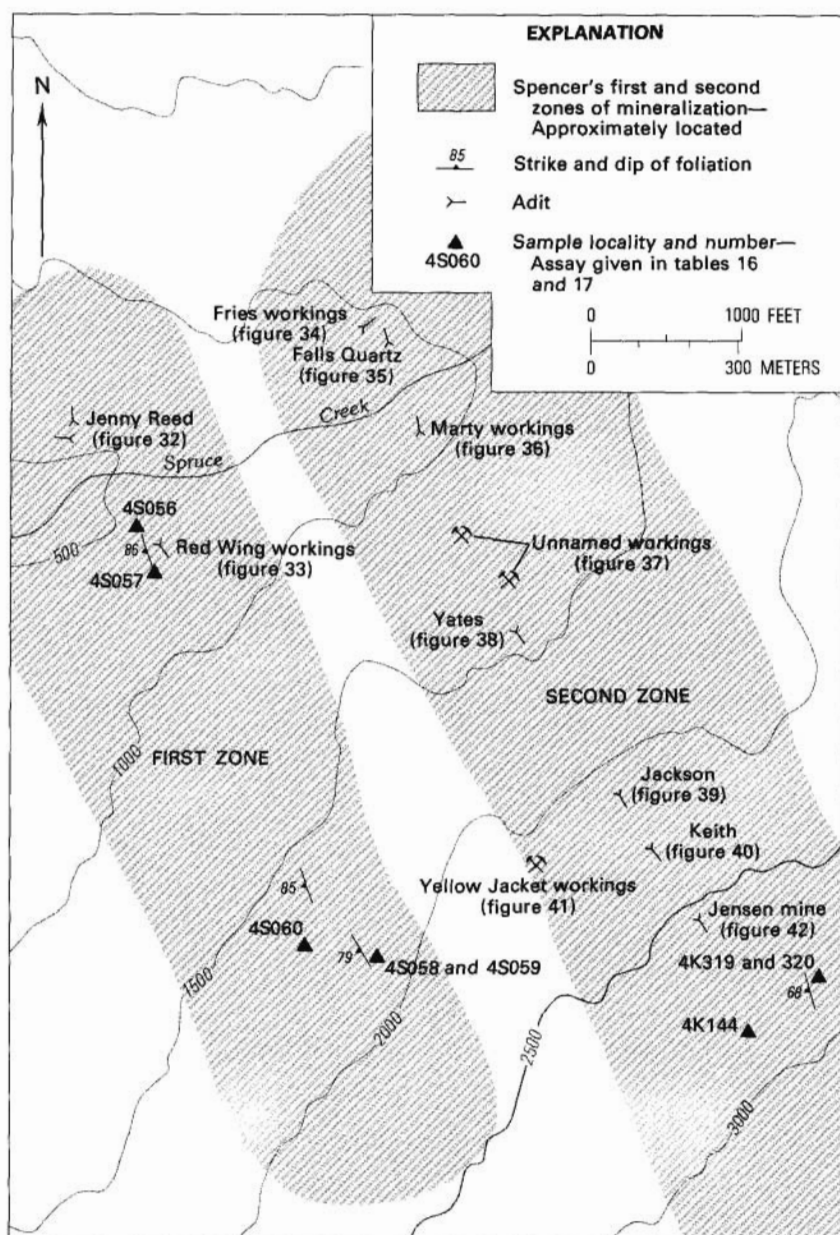 EXPLANATION
Spencer's first and second
zones of mineralization—
Approximately located
85
Strike and dip of foliation
Adit
4S060
Sample locality and number—
Assay given in tables 16
and 17
0 1000 FEET
0 300 METERS
N
Fries workings
(figure 34)
Falls Quartz
(figure 35)
Jenny Reed
(figure 32)
Spruce Creek
Marty workings
(figure 36)
4S056
500
86
Red Wing workings
(figure 33)
4S057
Unnamed workings
(figure 37)
Yates
(figure 38)
SECOND ZONE
FIRST ZONE
1000
Jackson
(figure 39)
Keith
(figure 40)
Yellow Jacket workings
(figure 41)
85
4S060
79
4S058 and 4S059
Jensen mine
(figure 42)
4K319 and 320
68
4K144
1500
2000
2500
3000